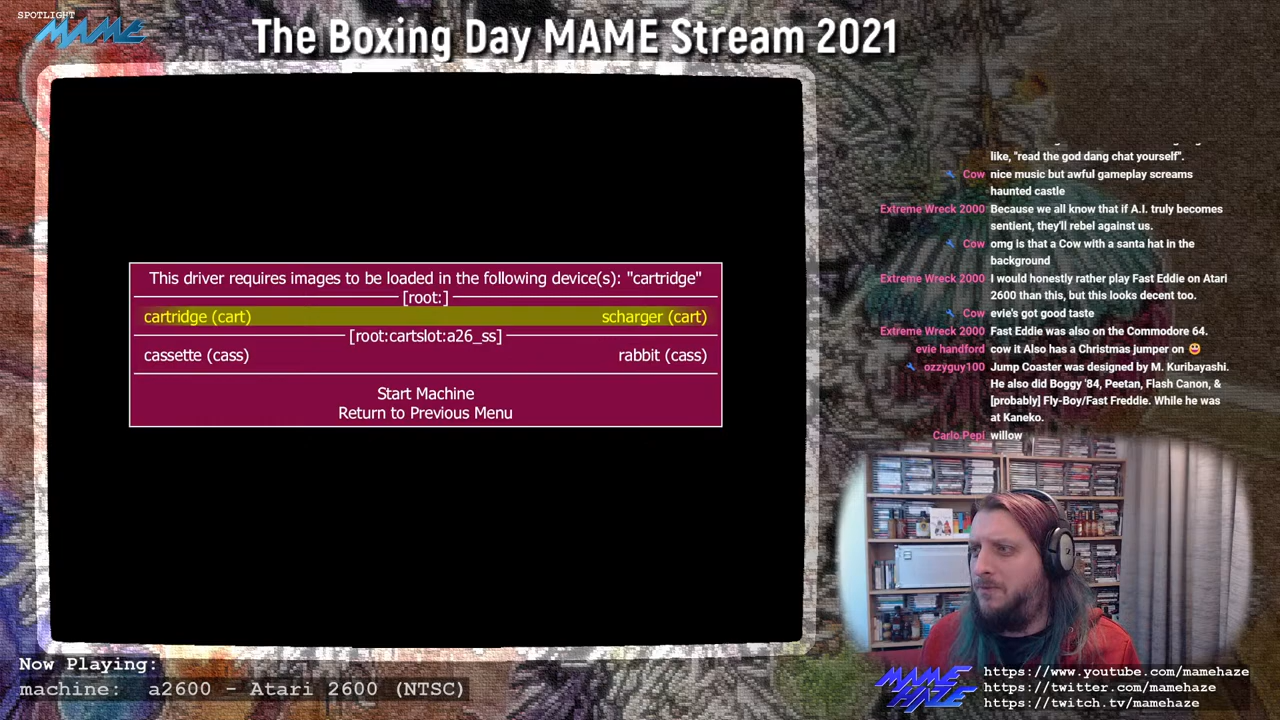 SPOTLIGHT
MAME
The Boxing Day MAME Stream 2021
This driver requires images to be loaded in the following device(s): "cartridge"
[root:]
cartridge (cart) scharger (cart)
[root:cartslot:a26_ss]
cassette (cass) rabbit (cass)
Start Machine
Return to Previous Menu
like, "read the god dang chat yourself".
Cow nice music but awful gameplay screams
haunted castle
Extreme Wreck 2000 Because we all know that if A.I. truly becomes
sentient, they'll rebel against us.
Cow omg is that a Cow with a santa hat in the
background
Extreme Wreck 2000 I would honestly rather play Fast Eddie on Atari
2600 than this, but this looks decent too.
Cow evie's got good taste
Extreme Wreck 2000 Fast Eddie was also on the Commodore 64.
evie handford cow it Also has a Christmas jumper on 😃
ozzyguy100 Jump Coaster was designed by M. Kuribayashi.
He also did Boggy '84, Peetan, Flash Canon, &
[probably] Fly-Boy/Fast Freddie. While he was
at Kaneko.
Carlo Pepi willow
Now Playing:
machine: a2600 - Atari 2600 (NTSC)
MAME
HAZE
https://www.youtube.com/mamehaze
https://twitter.com/mamehaze
https://twitch.tv/mamehaze